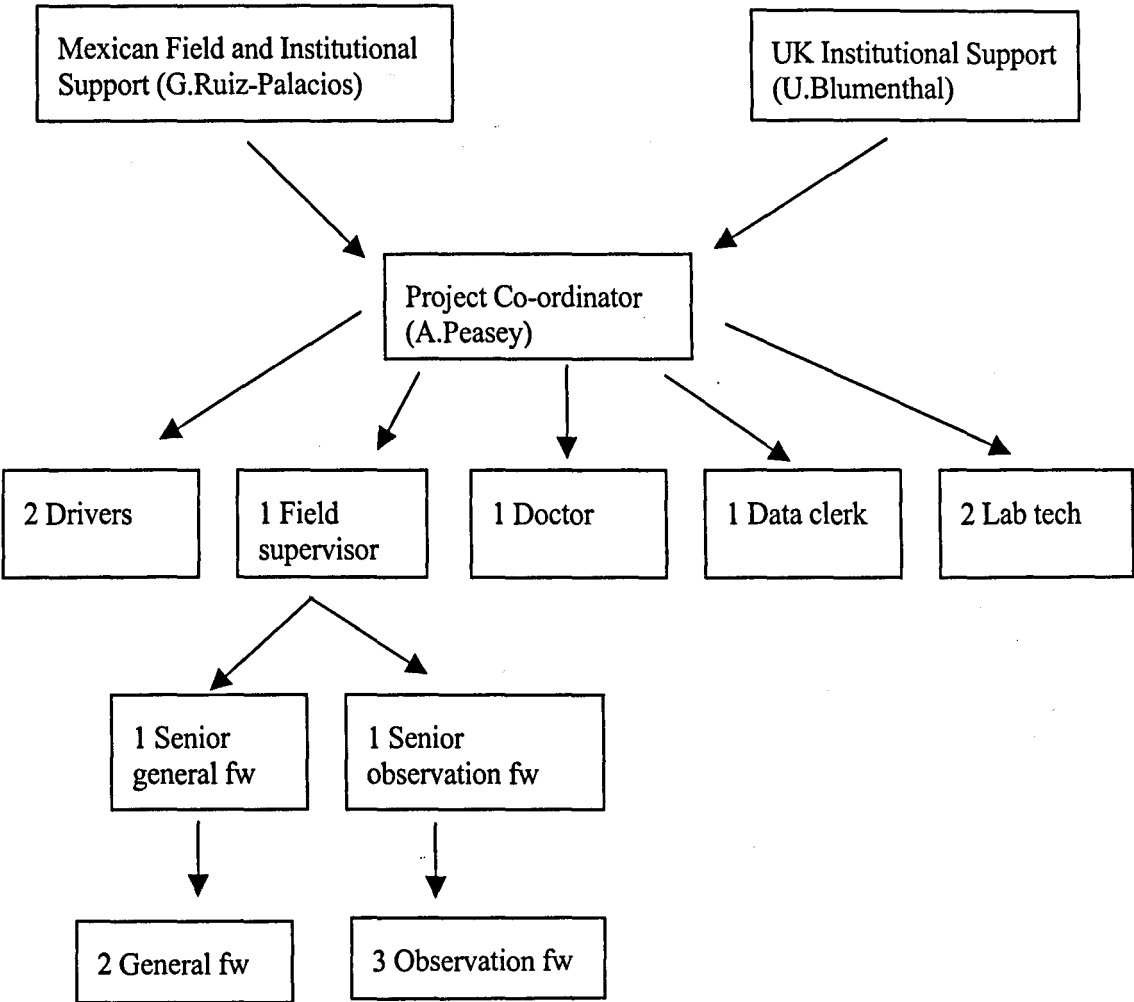 Mexican Field and Institutional
Support (G.Ruiz-Palacios)
UK Institutional Support
(U.Blumenthal)
Project Co-ordinator
(A.Peasey)
2 Drivers
1 Field
supervisor
1 Doctor
1 Data clerk
2 Lab tech
1 Senior
general fw
1 Senior
observation fw
2 General fw
3 Observation fw